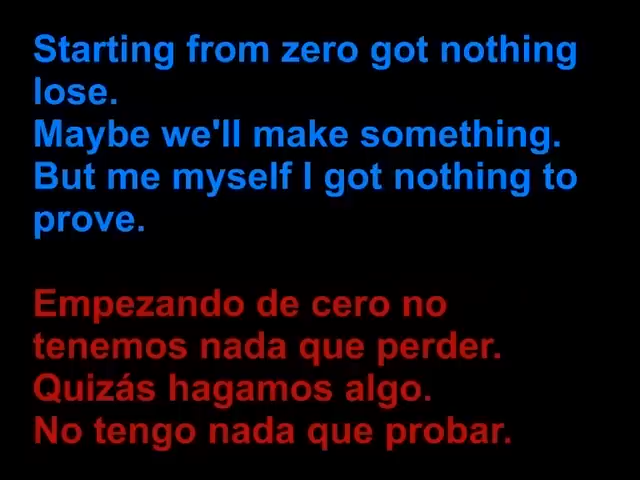 Starting from zero got nothing
lose.
Maybe we'll make something.
But me myself I got nothing to
prove.
Empezando de cero no
tenemos nada que perder.
Quizás hagamos algo.
No tengo nada que probar.